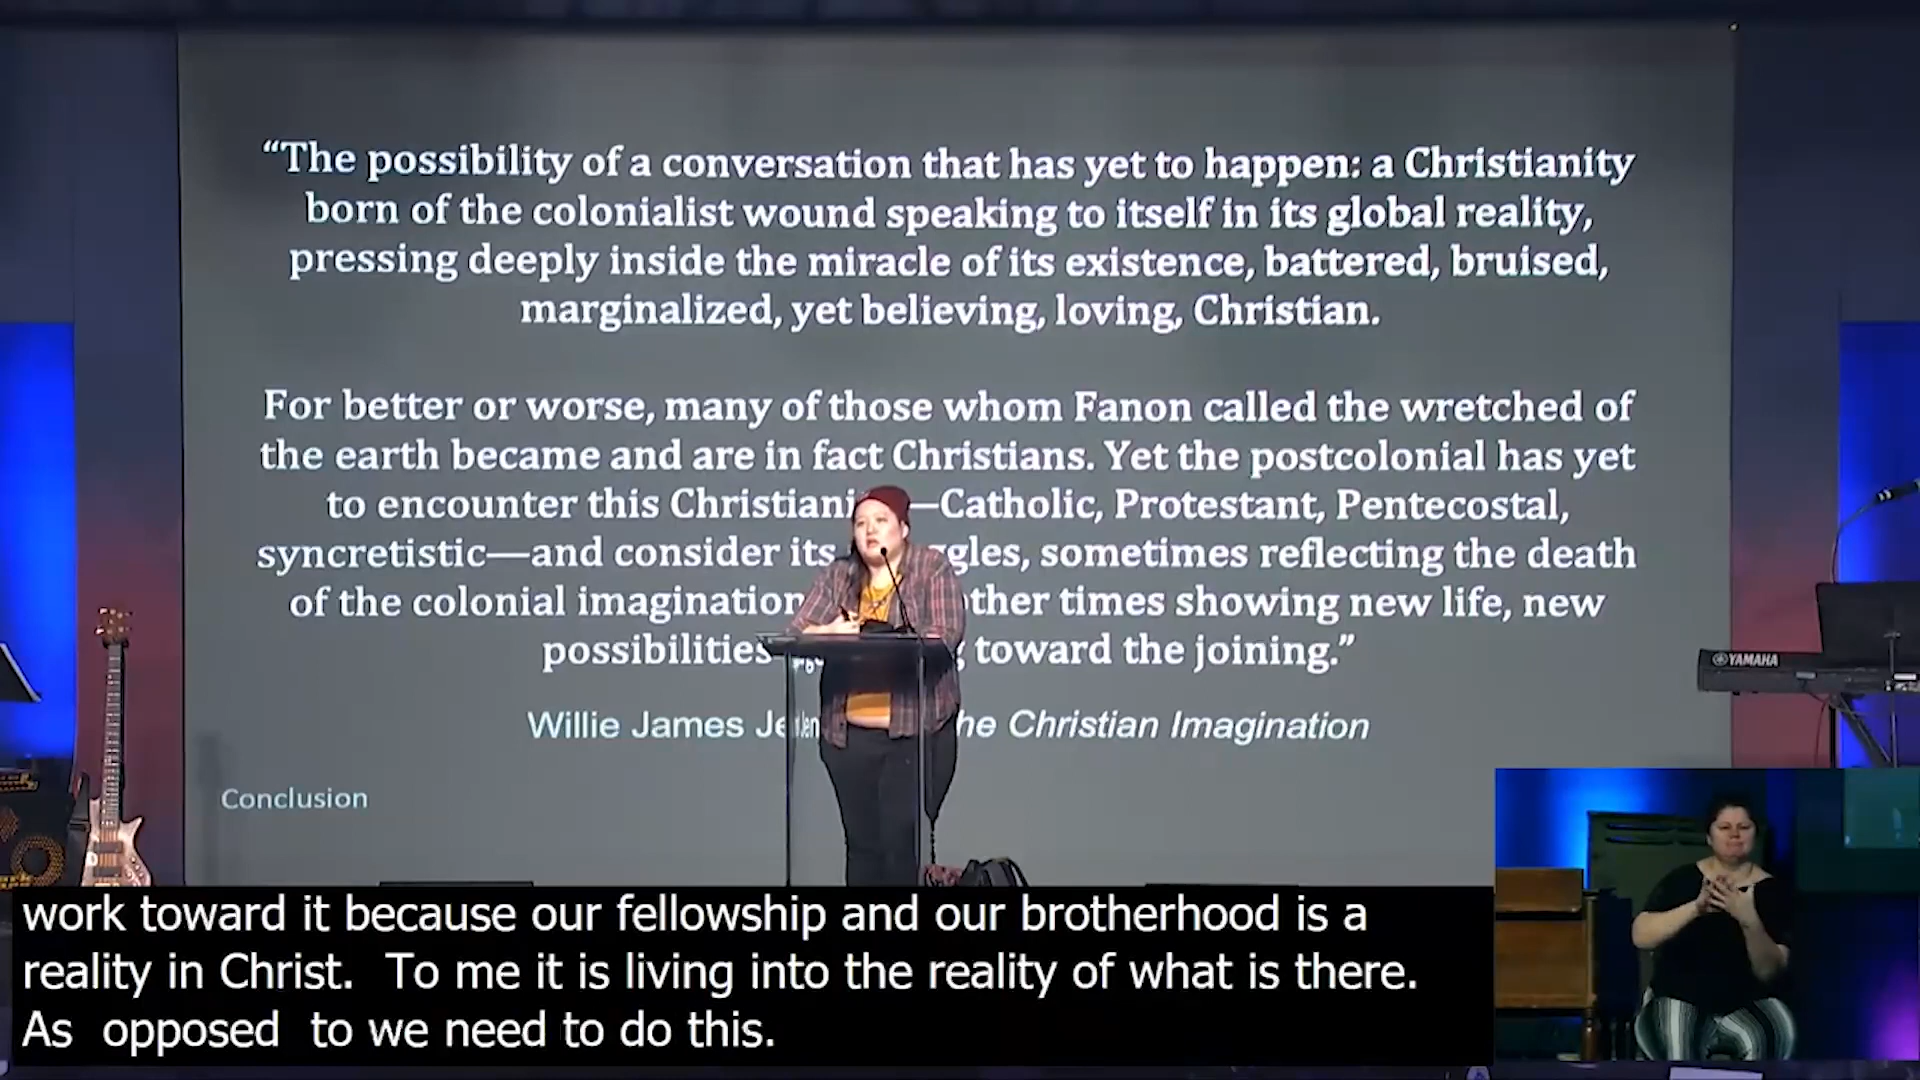 “The possibility of a conversation that has yet to happen: a Christianity
born of the colonialist wound speaking to itself in its global reality,
pressing deeply inside the miracle of its existence, battered, bruised,
marginalized, yet believing, loving, Christian.
For better or worse, many of those whom Fanon called the wretched of
the earth became and are in fact Christians. Yet the postcolonial has yet
to encounter this Christiani —Catholic, Protestant, Pentecostal,
syncretistic—and consider its ggles, sometimes reflecting the death
of the colonial imagination ther times showing new life, new
possibilities g toward the joining.”
Willie James Je he Christian Imagination
Conclusion
YAMAHA
work toward it because our fellowship and our brotherhood is a
reality in Christ. To me it is living into the reality of what is there.
As opposed to we need to do this.